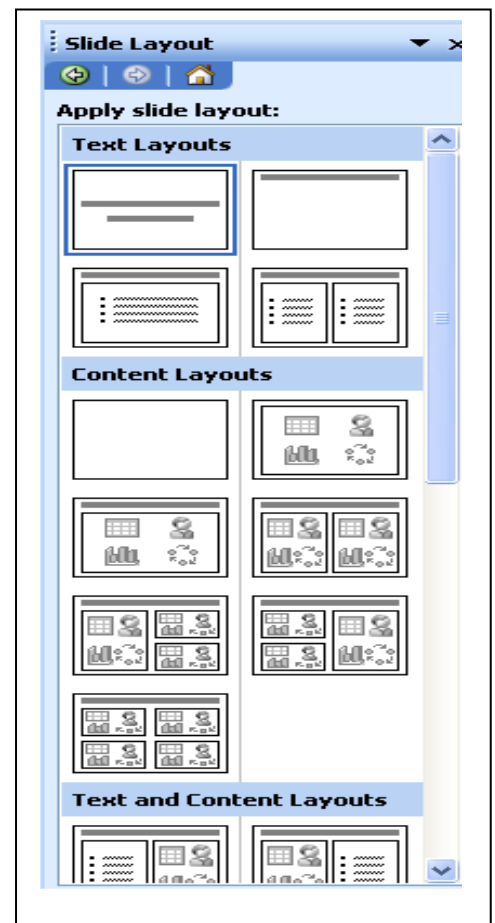 Slide Layout
Apply slide layout:
Text Layouts
Content Layouts
Text and Content Layouts